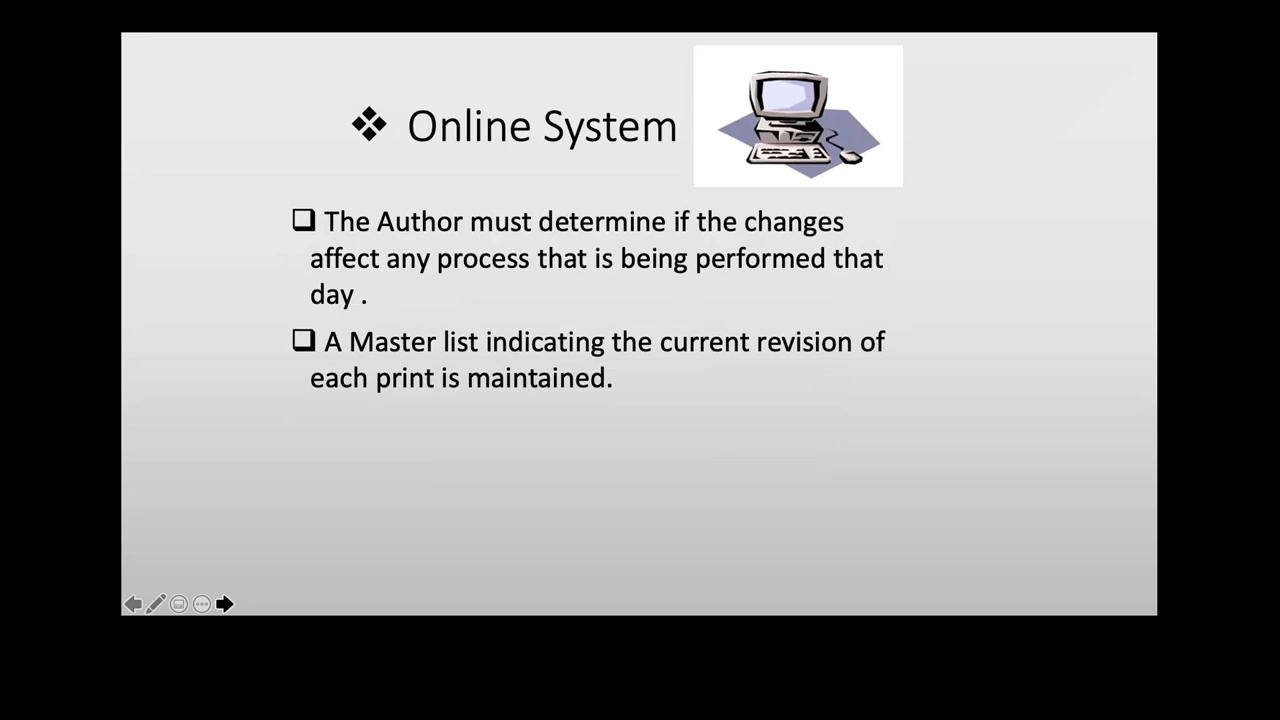 ❖ Online System
❑ The Author must determine if the changes
affect any process that is being performed that
day .
❑ A Master list indicating the current revision of
each print is maintained.